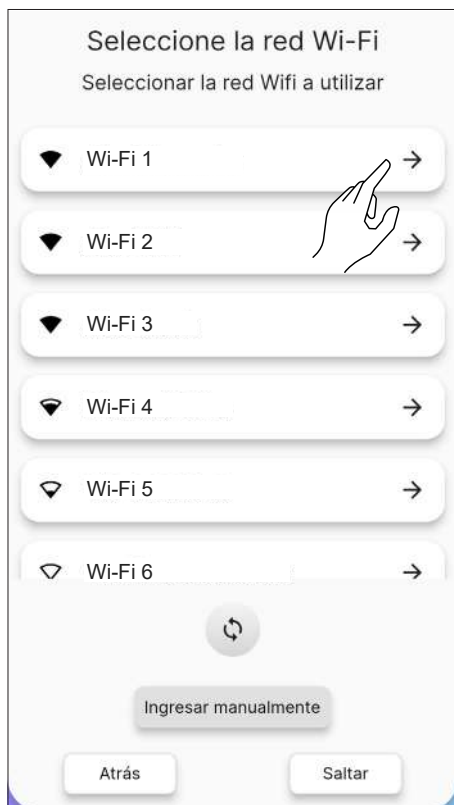 Seleccione la red Wi-Fi
Seleccionar la red Wifi a utilizar
Wi-Fi 1
Wi-Fi 2
Wi-Fi 3
Wi-Fi 4
Wi-Fi 5
Wi-Fi 6
Ingresar manualmente
Atrás
Saltar